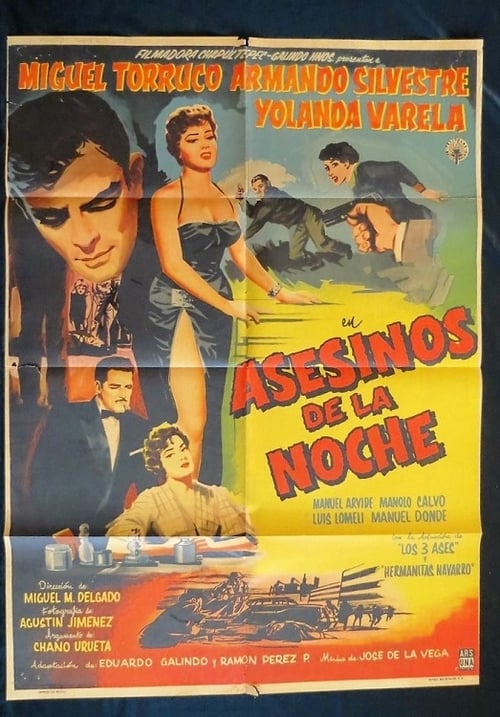 FILMADORA CHAPULTEPEC-GALINDO HNOS. presentan a
MIGUEL TORRUCO ARMANDO SILVESTRE
YOLANDA VARELA
en
ASESINOS
DE LA
NOCHE
MANUEL ARVIDE MANOLO CALVO
LUIS LOMELI MANUEL DONDE
con la Actuación de
"LOS 3 ASES"
y
"HERMANITAS NAVARRO"
Dirección de
MIGUEL M. DELGADO
Fotografía de
AGUSTIN JIMENEZ
Argumento de
CHANO URUETA
Adaptación de EDUARDO GALINDO Y RAMON PEREZ P. Música de JOSE DE LA VEGA
ARS
UNA